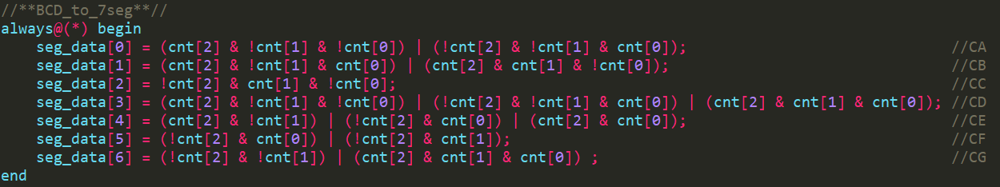 //**BCD_to_7seg**//
always@(*) begin
    seg_data[0] = (cnt[2] & !cnt[1] & !cnt[0]) | (!cnt[2] & !cnt[1] & cnt[0]); //CA
    seg_data[1] = (cnt[2] & !cnt[1] & cnt[0]) | (cnt[2] & cnt[1] & !cnt[0]); //CB
    seg_data[2] = !cnt[2] & cnt[1] & !cnt[0]; //CC
    seg_data[3] = (cnt[2] & !cnt[1] & !cnt[0]) | (!cnt[2] & !cnt[1] & cnt[0]) | (cnt[2] & cnt[1] & cnt[0]); //CD
    seg_data[4] = (cnt[2] & !cnt[1]) | (!cnt[2] & cnt[0]) | (cnt[2] & cnt[0]); //CE
    seg_data[5] = (!cnt[2] & cnt[0]) | (!cnt[2] & cnt[1]); //CF
    seg_data[6] = (!cnt[2] & !cnt[1]) | (cnt[2] & cnt[1] & cnt[0]) ; //CG
end